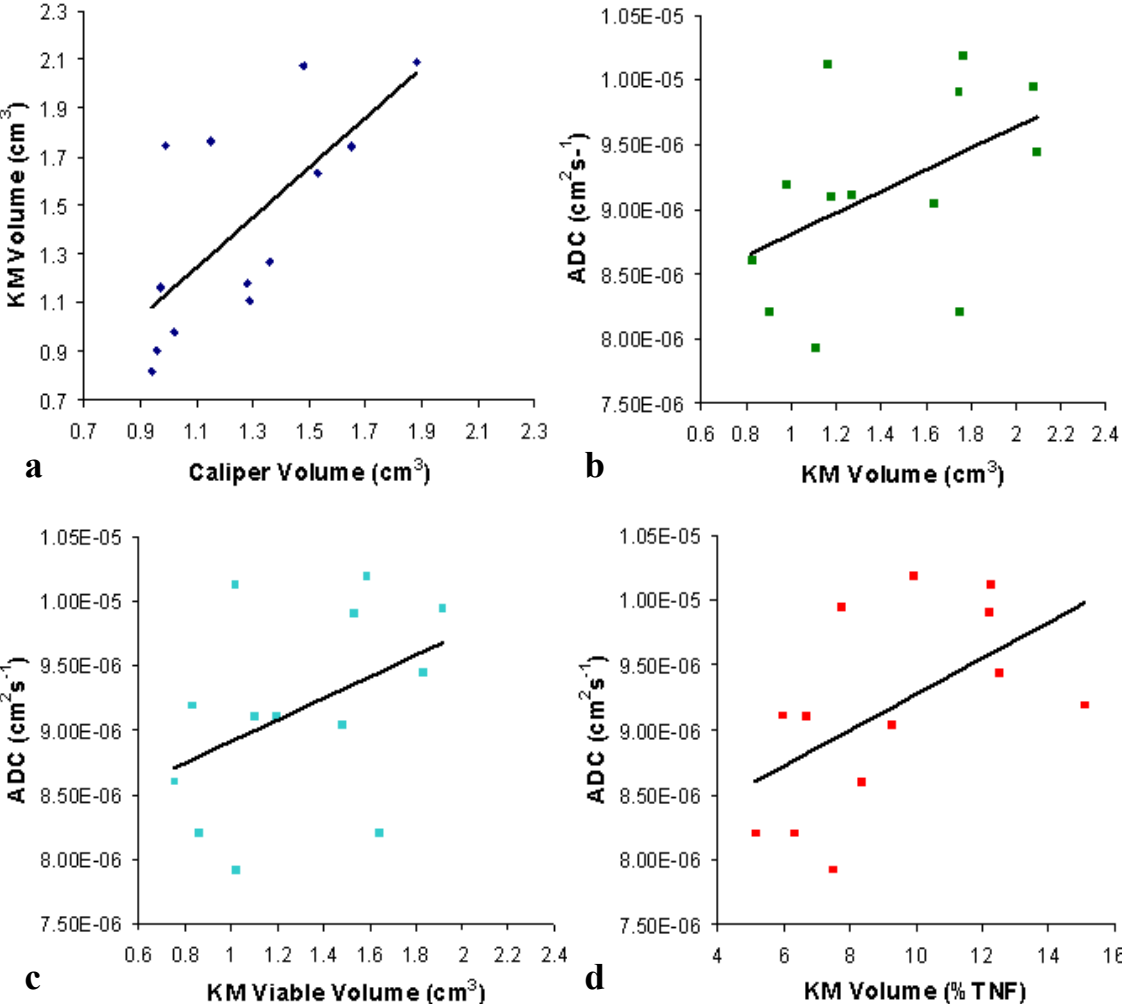 2.3
2.1
1.9
1.7
1.5
1.3
1.1
0.9
0.7
KM Volume (cm³)
0.7 0.9 1.1 1.3 1.5 1.7 1.9 2.1 2.3
Caliper Volume (cm³)
a
1.05E-05
1.00E-05
9.50E-06
9.00E-06
8.50E-06
8.00E-06
7.50E-06
ADC (cm²s-)
0.6 0.8 1 1.2 1.4 1.6 1.8 2 2.2 2.4
KM Volume (cm³)
b
1.05E-05
1.00E-05
9.50E-06
9.00E-06
8.50E-06
8.00E-06
7.50E-06
ADC (cm²s⁻¹)
0.6 0.8 1 1.2 1.4 1.6 1.8 2 2.2 2.4
KM Viable Volume (cm³)
c
1.05E-05
1.00E-05
9.50E-06
9.00E-06
8.50E-06
8.00E-06
7.50E-06
ADC (cm²s⁻¹)
4 6 8 10 12 14 16
KM Volume (% TNF)
d